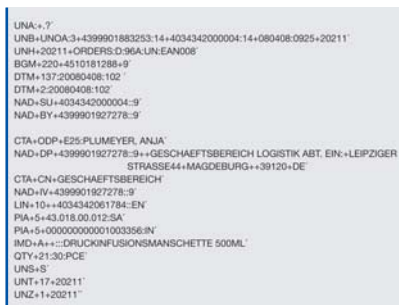 UNA:+.?´
UNB+UNOA:3+4399901883253:14+4034342000004:14+080408:0925+20211´
UNH+20211+ORDERS:D:96A:UN:EAN008´
BGM+220+4510181288+9´
DTM+137:20080408:102 ´
DTM+2:20080408:102´
NAD+SU+4034342000004::9´
NAD+BY+4399901927278::9´
CTA+ODP+E25:PLUMEYER, ANJA´
NAD+DP+4399901927278::9++GESCHAEFTSBEREICH LOGISTIK ABT. EIN:+LEIPZIGER
STRASSE44+MAGDEBURG++39120+DE´
CTA+CN+GESCHAEFTSBEREICH´
NAD+IV+4399901927278::9´
LIN+10++4034342061784::EN´
PIA+5+43.018.00.012:SA´
PIA+5+000000000001003356:IN´
IMD+A++:::DRUCKINFUSIONSMANSCHETTE 500ML´
QTY+21:30:PCE´
UNS+S´
UNT+17+20211´
UNZ+1+20211´´